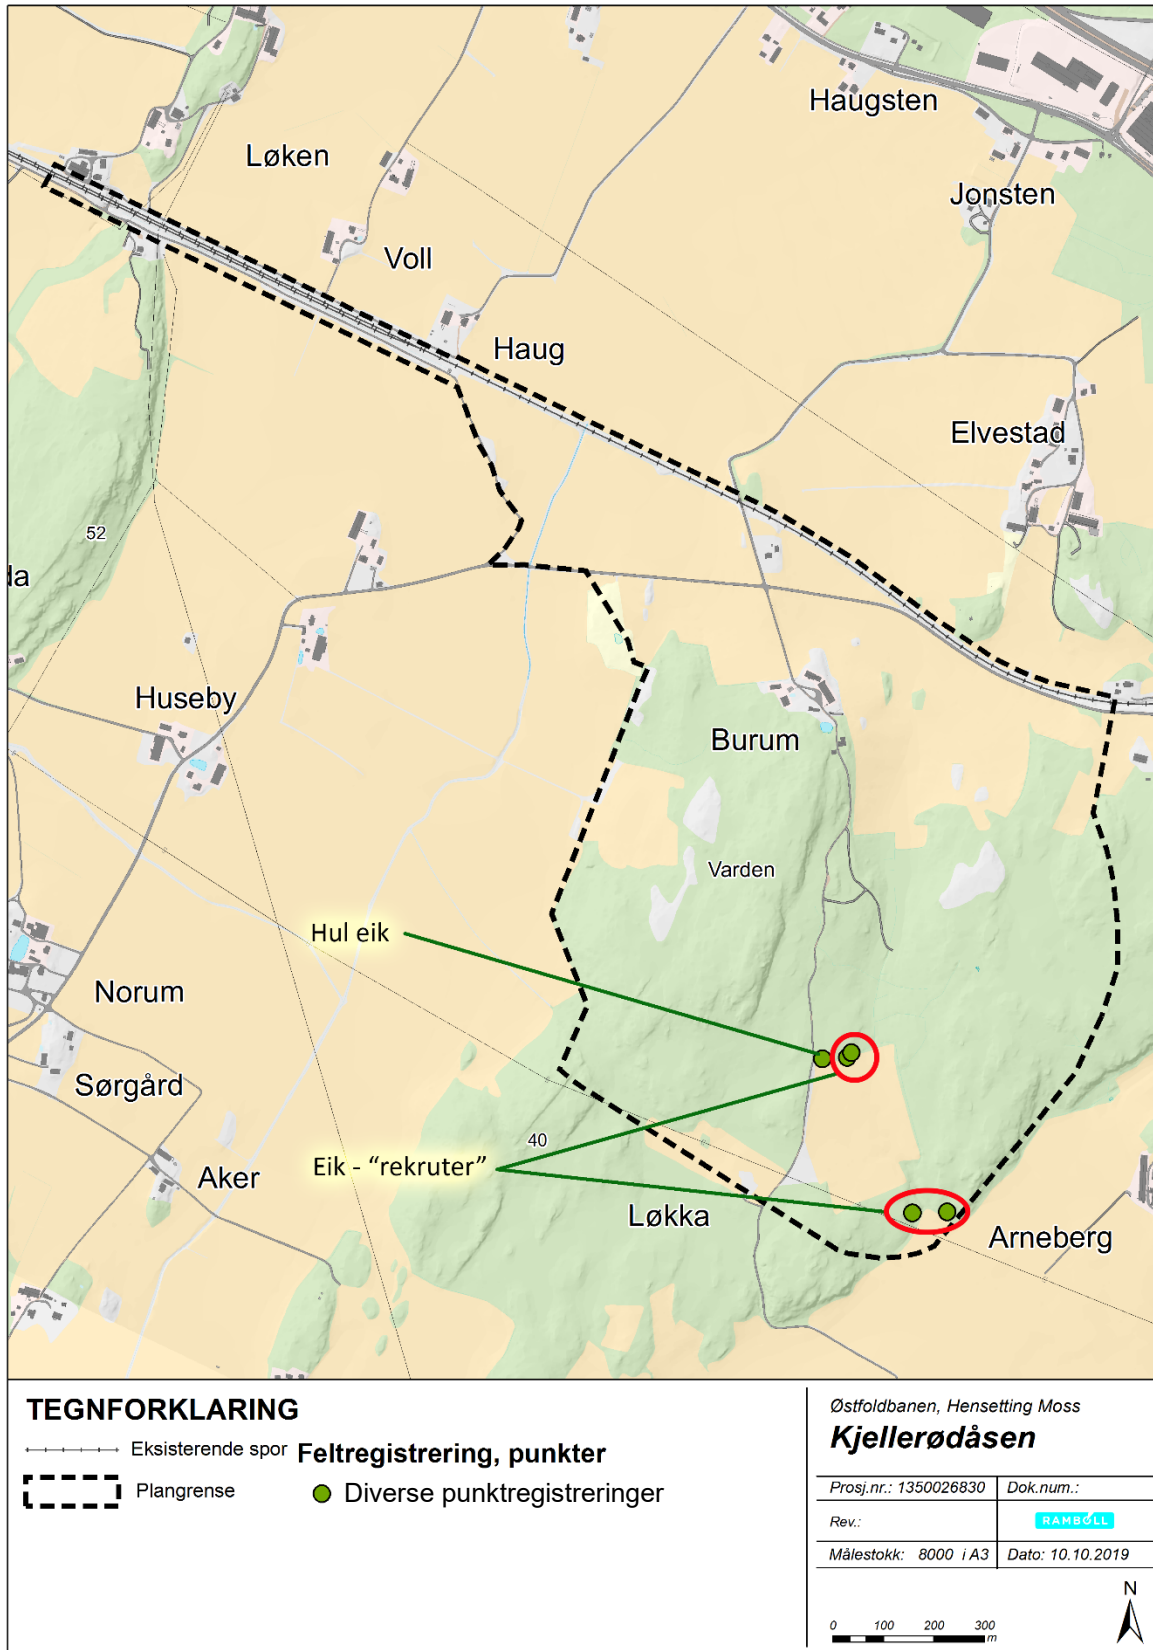 Haugsten
Løken
Jonsten
Voll
Haug
Elvestad
52
da
Huseby
Burum
Varden
Hul eik
Norum
Sørgård
40
Eik - “rekruter”
Aker
Løkka
Arneberg
TEGNFORKLARING
Eksisterende spor
Plangrense
Feltregistrering, punkter
Diverse punktregistreringer
Østfoldbanen, Hensetting Moss
Kjellerødåsen
Prosj.nr.: 1350026830
Dok.num.:
Rev.:
RAMBOLL
Målestokk: 8000 i A3
Dato: 10.10.2019
N
0 100 200 300
m